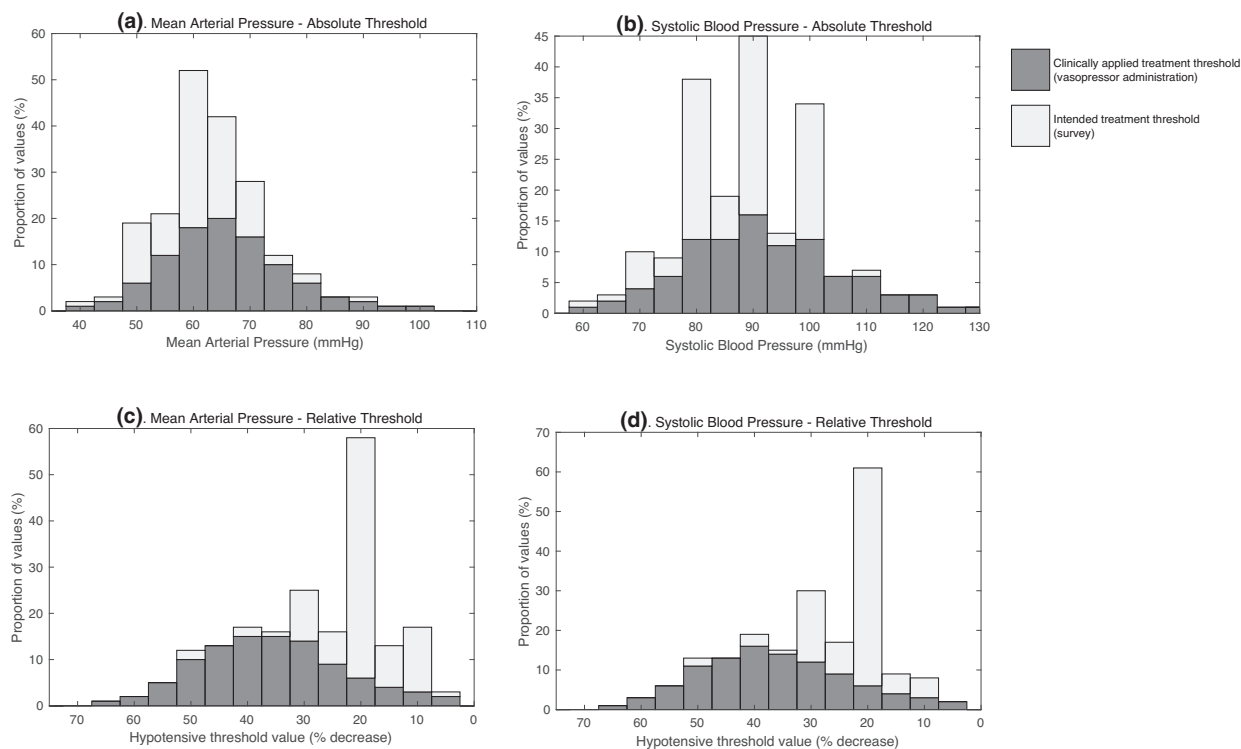 (a). Mean Arterial Pressure - Absolute Threshold
60
50
40
30
20
10
0
Proportion of values (%)
40 50 60 70 80 90 100 110
Mean Arterial Pressure (mmHg)
(b). Systolic Blood Pressure - Absolute Threshold
45
40
35
30
25
20
15
10
5
0
Proportion of values (%)
60 70 80 90 100 110 120 130
Systolic Blood Pressure (mmHg)
Clinically applied treatment threshold
(vasopressor administration)
Intended treatment threshold
(survey)
(c). Mean Arterial Pressure - Relative Threshold
60
50
40
30
20
10
0
Proportion of values (%)
70 60 50 40 30 20 10 0
Hypotensive threshold value (% decrease)
(d). Systolic Blood Pressure - Relative Threshold
70
60
50
40
30
20
10
0
Proportion of values (%)
70 60 50 40 30 20 10 0
Hypotensive threshold value (% decrease)